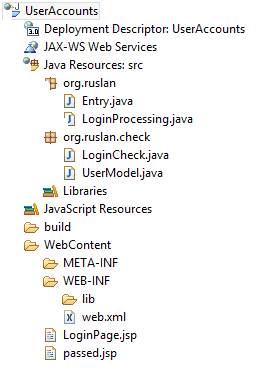 UserAccounts
3.0 Deployment Descriptor: UserAccounts
JAX-WS Web Services
Java Resources: src
org.ruslan
Entry.java
LoginProcessing.java
org.ruslan.check
LoginCheck.java
UserModel.java
Libraries
JavaScript Resources
build
WebContent
META-INF
WEB-INF
lib
web.xml
LoginPage.jsp
passed.jsp